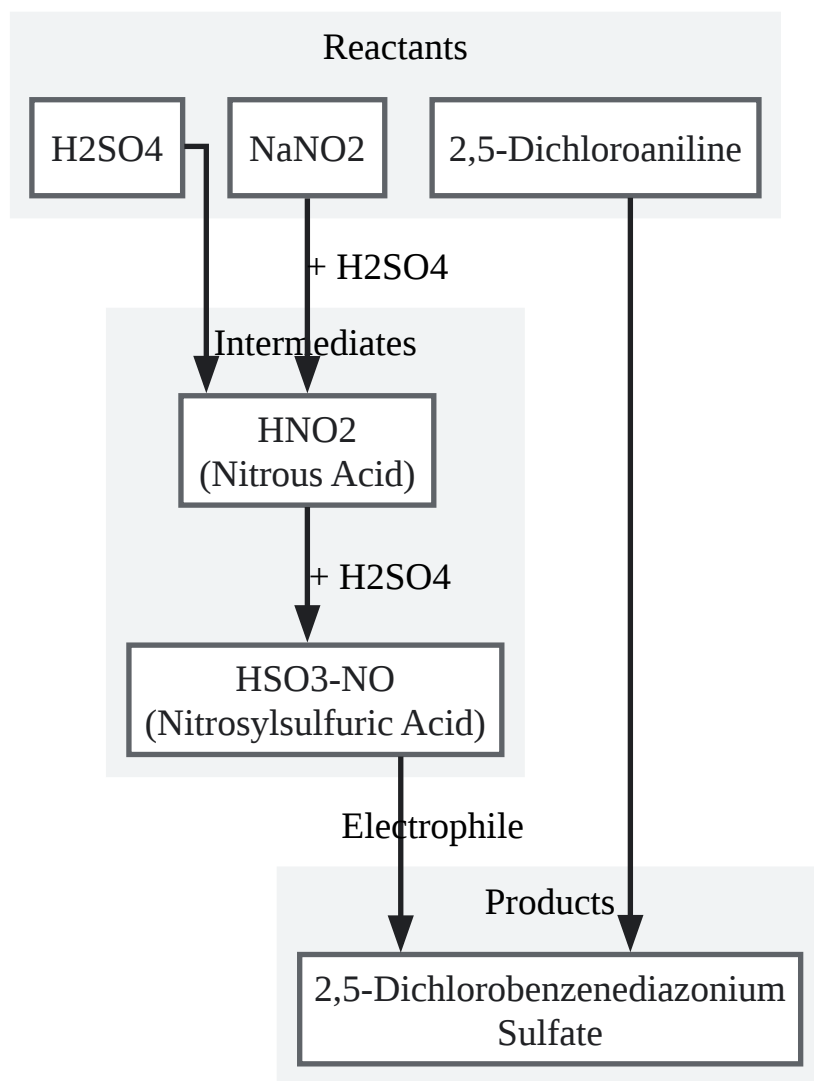 Reactants
H2SO4
NaNO2
2,5-Dichloroaniline
+ H2SO4
Intermediates
HNO2
(Nitrous Acid)
+ H2SO4
HSO3-NO
(Nitrosylsulfuric Acid)
Electrophile
Products
2,5-Dichlorobenzenediazonium
Sulfate